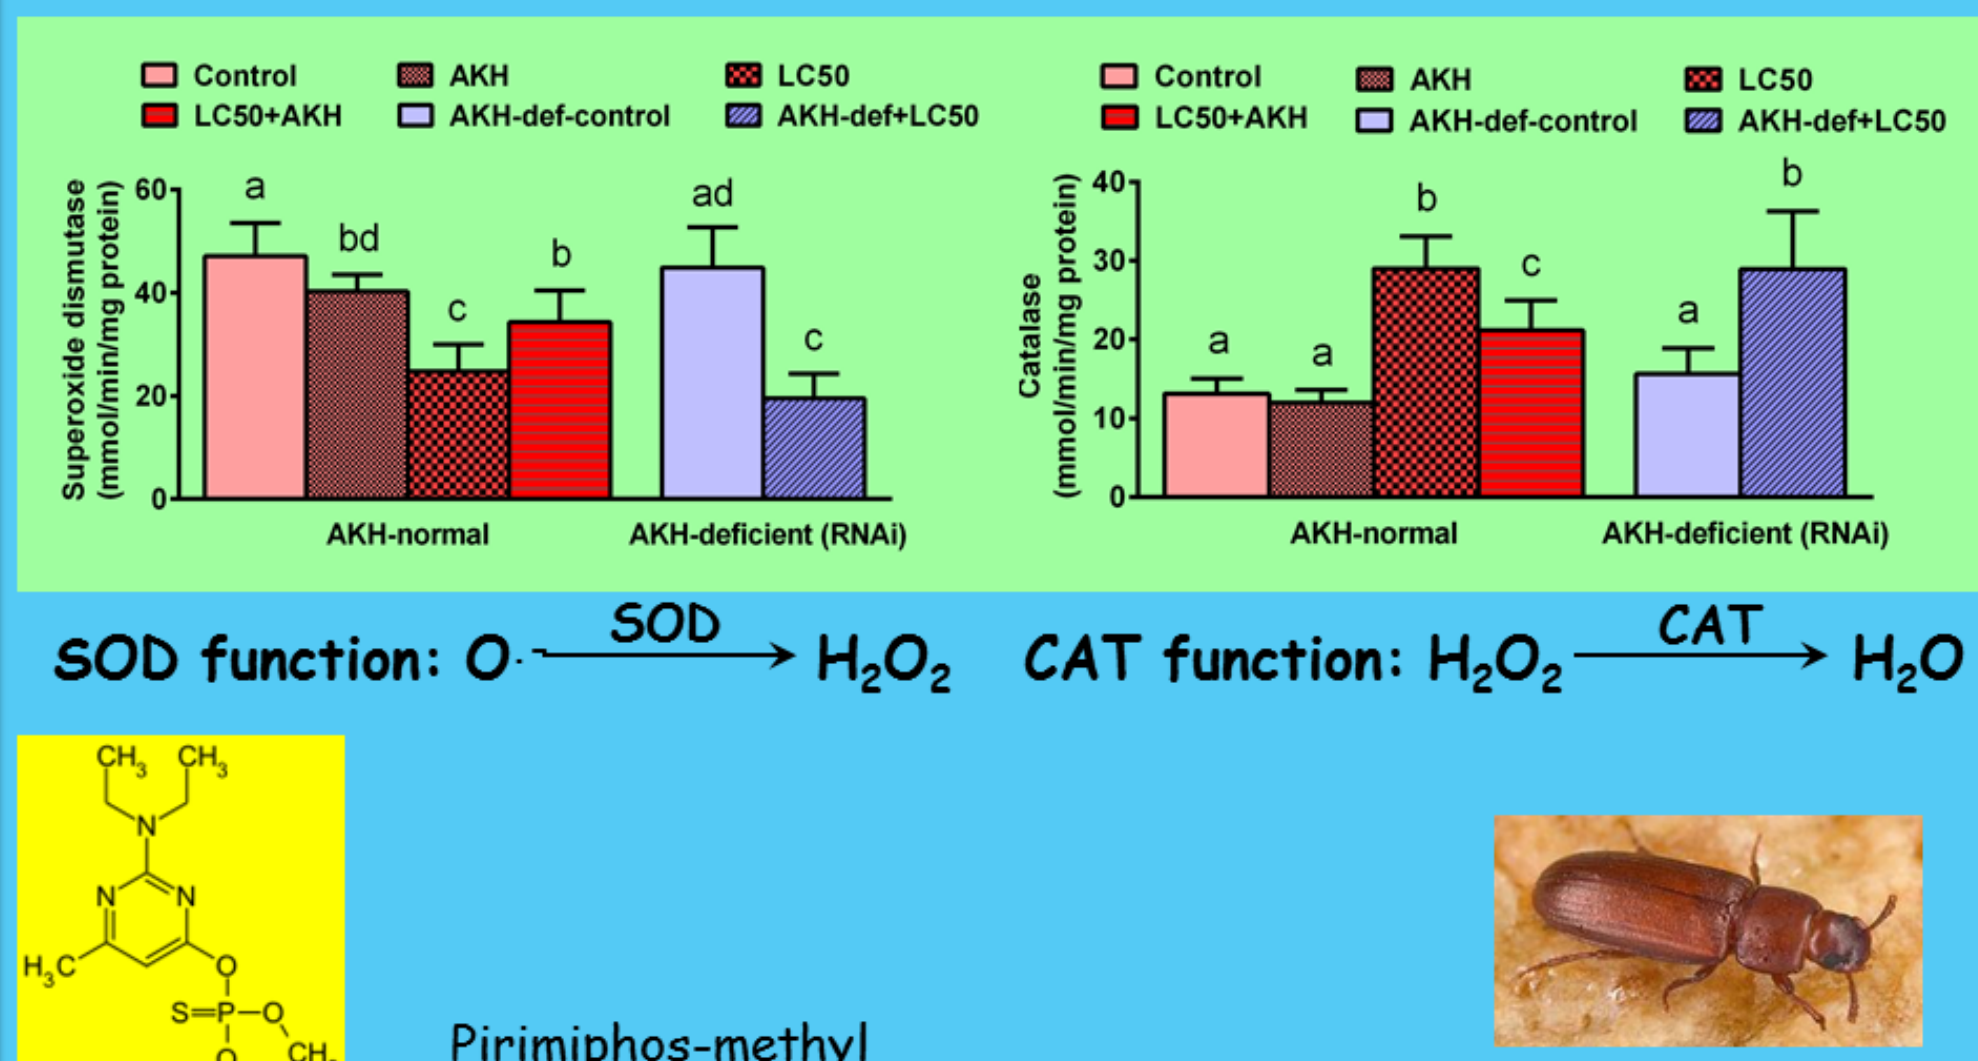 Control AKH LC50
LC50+AKH AKH-def-control AKH-def+LC50
Superoxide dismutase
(mmol/min/mg protein)
60
40
20
0
a
bd
c
b
ad
c
AKH-normal AKH-deficient (RNAi)
Control AKH LC50
LC50+AKH AKH-def-control AKH-def+LC50
Catalase
(mmol/min/mg protein)
40
30
20
10
0
a
a
b
c
a
b
AKH-normal AKH-deficient (RNAi)
SOD function: O·⁻ SOD H₂O₂
CAT function: H₂O₂ CAT H₂O
CH₃ CH₃
N
N N
H₃C
O
S=P-O
O CH₃
Pirimiphos-methyl